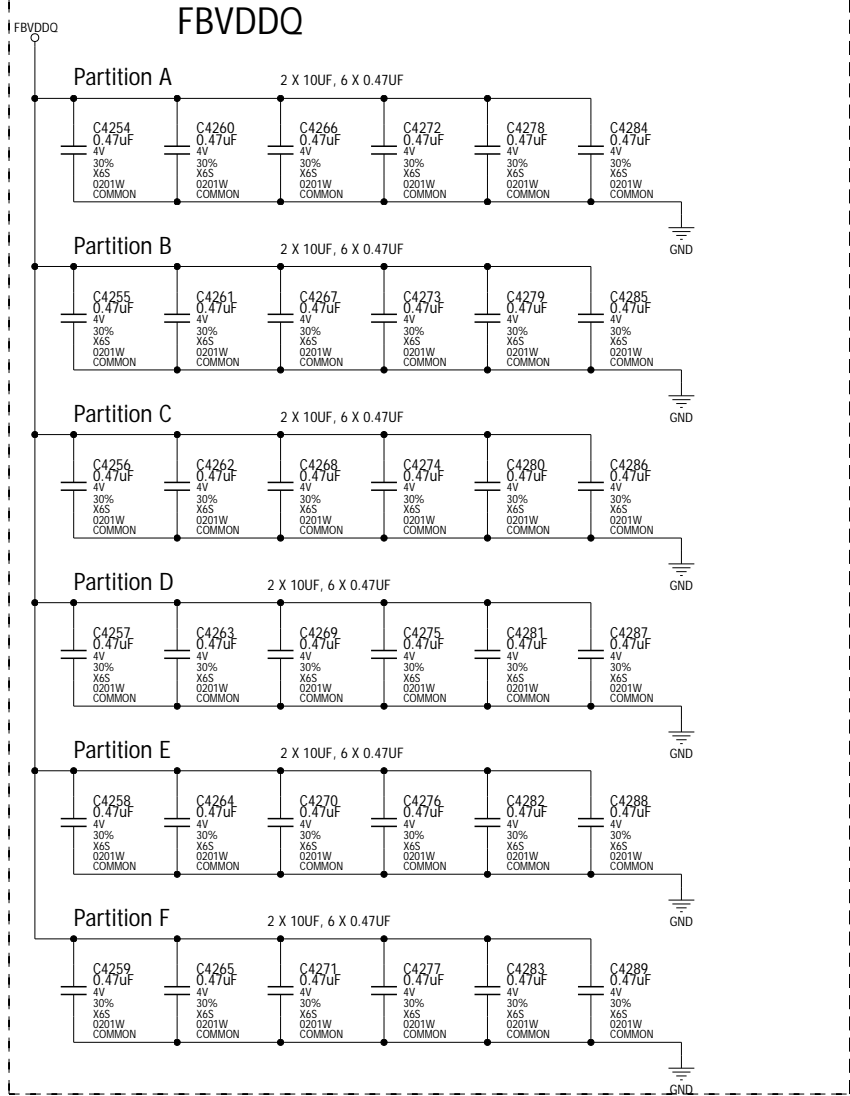 FBVDDQ
FBVDDQ
Partition A 2 X 10UF, 6 X 0.47UF
C4254 C4260 C4266 C4272 C4278 C4284
0.47uF 0.47uF 0.47uF 0.47uF 0.47uF 0.47uF
4V 4V 4V 4V 4V 4V
30% 30% 30% 30% 30% 30%
X6S X6S X6S X6S X6S X6S
0201W 0201W 0201W 0201W 0201W 0201W
COMMON COMMON COMMON COMMON COMMON COMMON
GND
Partition B 2 X 10UF, 6 X 0.47UF
C4255 C4261 C4267 C4273 C4279 C4285
0.47uF 0.47uF 0.47uF 0.47uF 0.47uF 0.47uF
4V 4V 4V 4V 4V 4V
30% 30% 30% 30% 30% 30%
X6S X6S X6S X6S X6S X6S
0201W 0201W 0201W 0201W 0201W 0201W
COMMON COMMON COMMON COMMON COMMON COMMON
GND
Partition C 2 X 10UF, 6 X 0.47UF
C4256 C4262 C4268 C4274 C4280 C4286
0.47uF 0.47uF 0.47uF 0.47uF 0.47uF 0.47uF
4V 4V 4V 4V 4V 4V
30% 30% 30% 30% 30% 30%
X6S X6S X6S X6S X6S X6S
0201W 0201W 0201W 0201W 0201W 0201W
COMMON COMMON COMMON COMMON COMMON COMMON
GND
Partition D 2 X 10UF, 6 X 0.47UF
C4257 C4263 C4269 C4275 C4281 C4287
0.47uF 0.47uF 0.47uF 0.47uF 0.47uF 0.47uF
4V 4V 4V 4V 4V 4V
30% 30% 30% 30% 30% 30%
X6S X6S X6S X6S X6S X6S
0201W 0201W 0201W 0201W 0201W 0201W
COMMON COMMON COMMON COMMON COMMON COMMON
GND
Partition E 2 X 10UF, 6 X 0.47UF
C4258 C4264 C4270 C4276 C4282 C4288
0.47uF 0.47uF 0.47uF 0.47uF 0.47uF 0.47uF
4V 4V 4V 4V 4V 4V
30% 30% 30% 30% 30% 30%
X6S X6S X6S X6S X6S X6S
0201W 0201W 0201W 0201W 0201W 0201W
COMMON COMMON COMMON COMMON COMMON COMMON
GND
Partition F 2 X 10UF, 6 X 0.47UF
C4259 C4265 C4271 C4277 C4283 C4289
0.47uF 0.47uF 0.47uF 0.47uF 0.47uF 0.47uF
4V 4V 4V 4V 4V 4V
30% 30% 30% 30% 30% 30%
X6S X6S X6S X6S X6S X6S
0201W 0201W 0201W 0201W 0201W 0201W
COMMON COMMON COMMON COMMON COMMON COMMON
GND